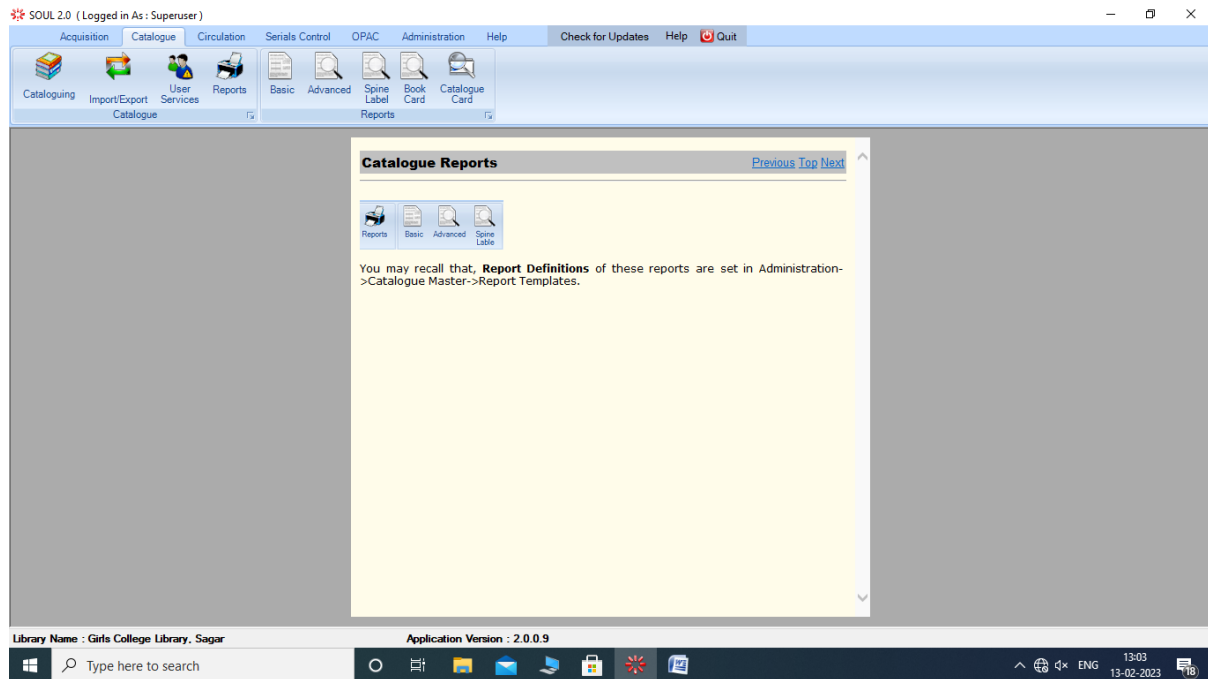 SOUL 2.0 ( Logged in As : Superuser )
Acquisition Catalogue Circulation Serials Control OPAC Administration Help Check for Updates Help Quit
Cataloguing Import/Export User Services Reports Basic Advanced Spine Label Book Card Catalogue Card
Catalogue Reports
Catalogue Reports Previous Top Next
Reports Basic Advanced Spine Lable
You may recall that, Report Definitions of these reports are set in Administration-
>Catalogue Master->Report Templates.
Library Name : Girls College Library, Sagar Application Version : 2.0.0.9
Type here to search ENG 13:03
13-02-2023 18